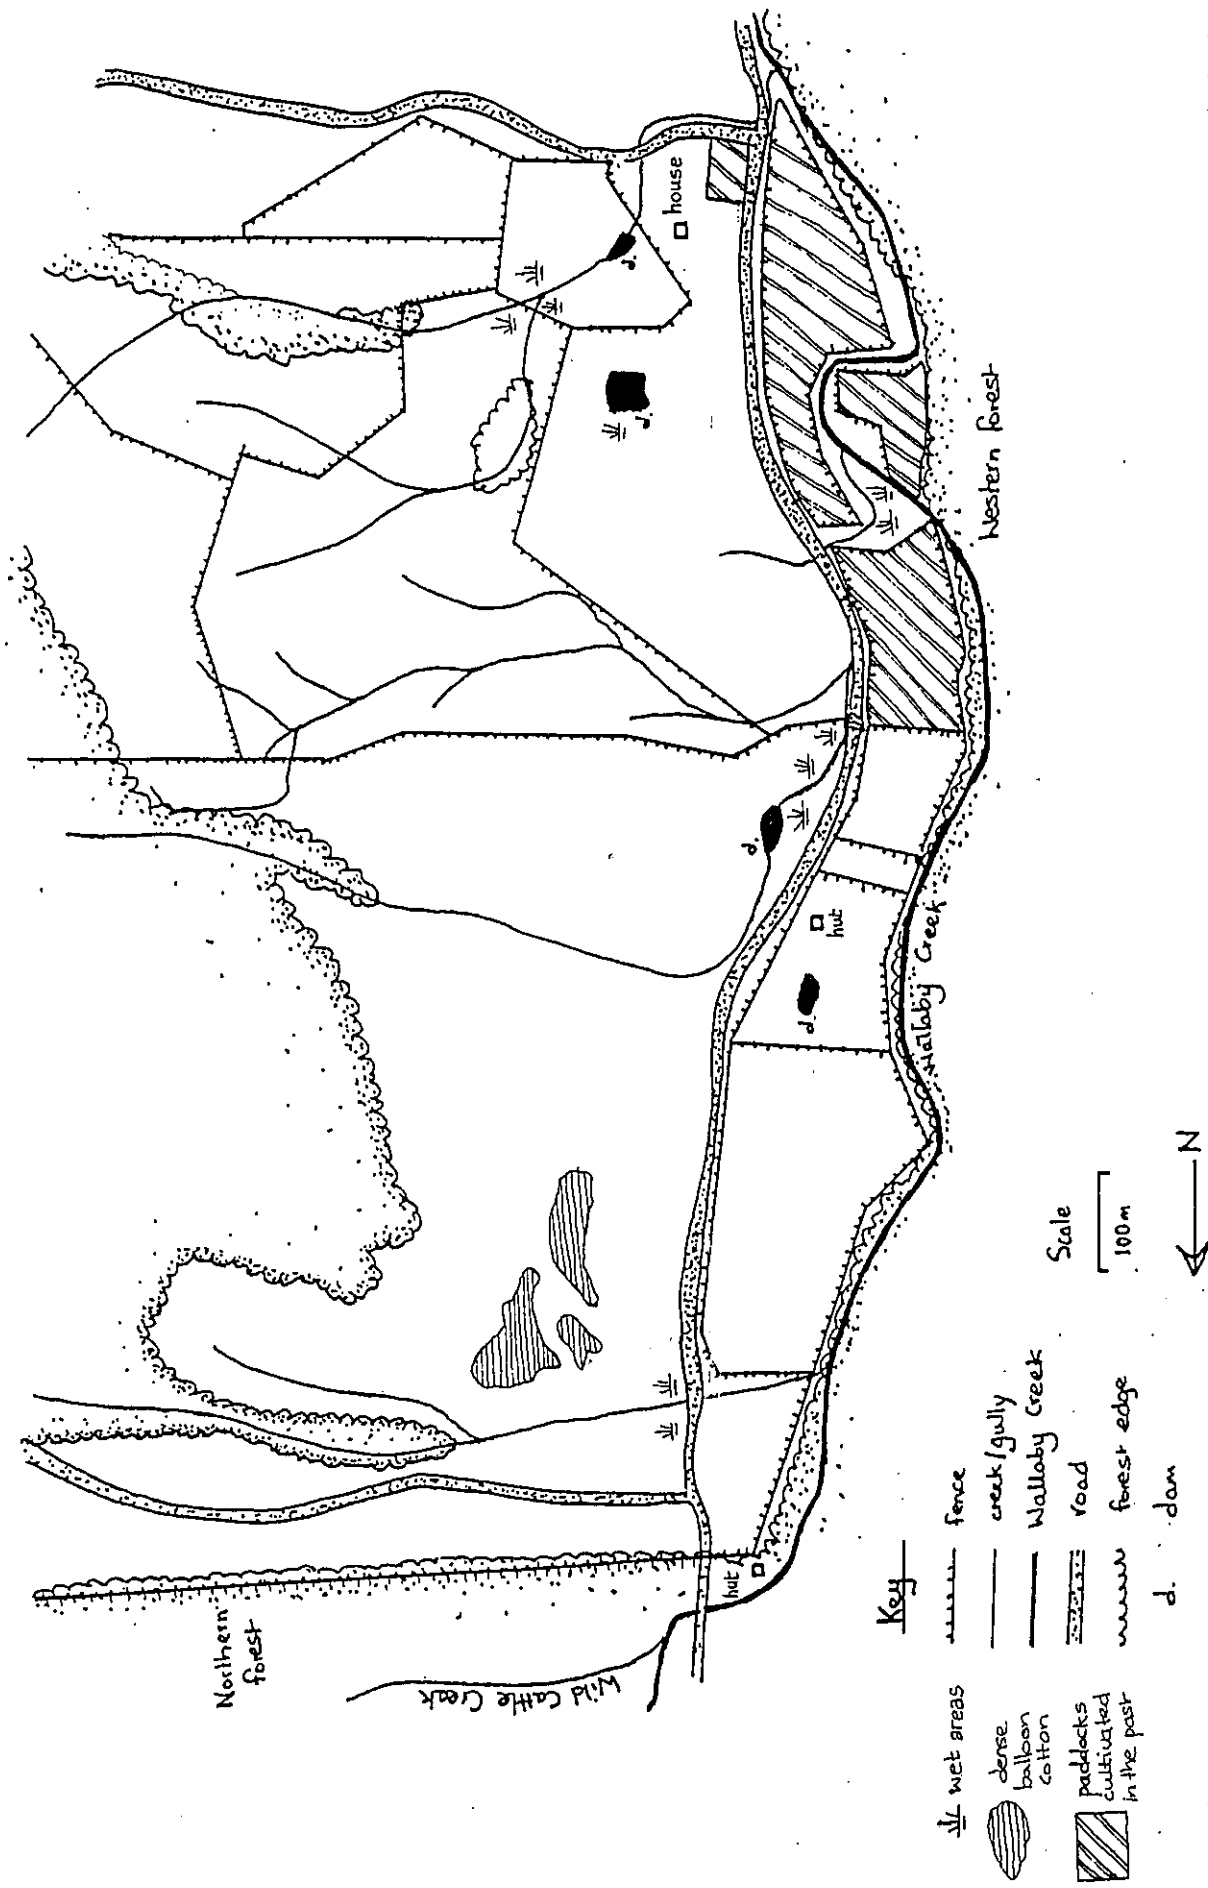 Northern
forest
Wild Cattle Creek
hut
d.
hut
d.
Wallaby Creek
d.
d.
house
Western forest
Key
wet areas
dense
balloon
cotton
paddocks
cultivated
in the past
fence
creek/gully
Wallaby Creek
road
forest edge
d. dam
Scale
100m
N